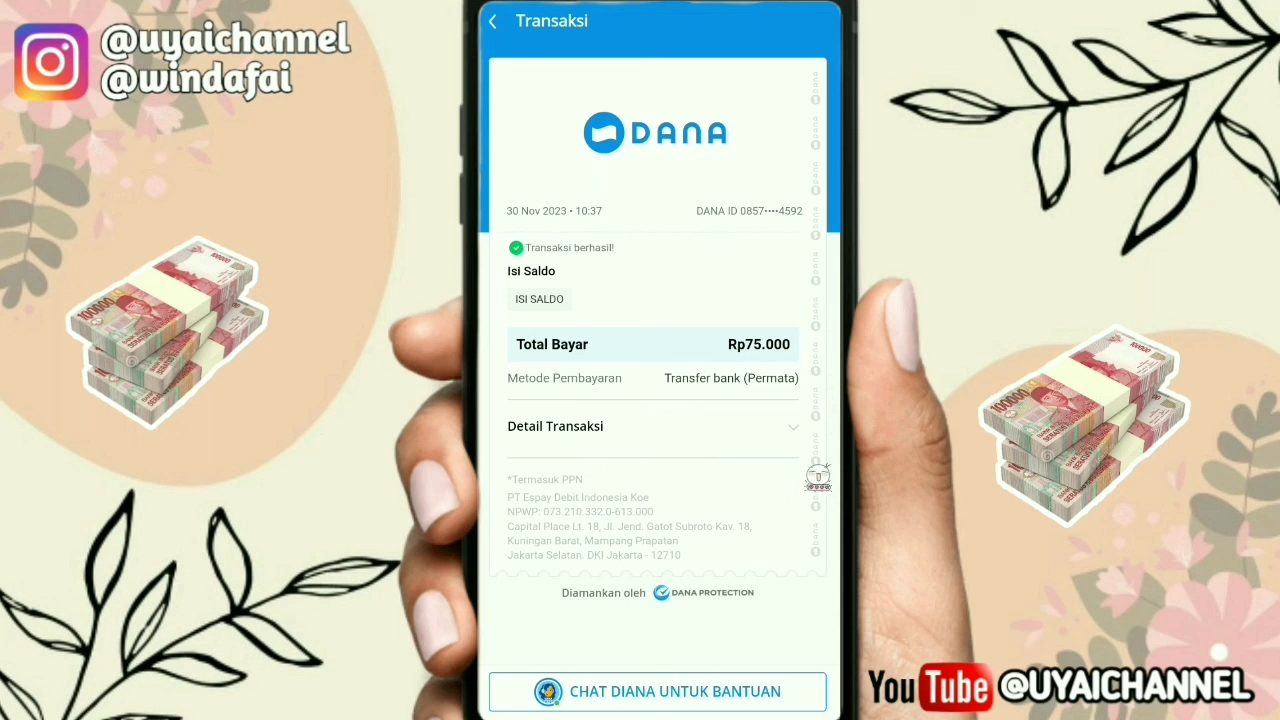 @uyaichannel
@windafai
Transaksi
DANA
30 Nov 2023 • 10:37
DANA ID 0857••••4592
Transaksi berhasil!
Isi Saldo
ISI SALDO
Total Bayar
Rp75.000
Metode Pembayaran
Transfer bank (Permata)
Detail Transaksi
*Termasuk PPN
PT Espay Debit Indonesia Koe
NPWP: 073.210.332.0-613.000
Capital Place Lt. 18, Jl. Jend. Gatot Subroto Kav. 18,
Kuningan Barat, Mampang Prapatan
Jakarta Selatan. DKI Jakarta - 12710
Diamankan oleh DANA PROTECTION
CHAT DIANA UNTUK BANTUAN
YouTube @UYAICHANNEL